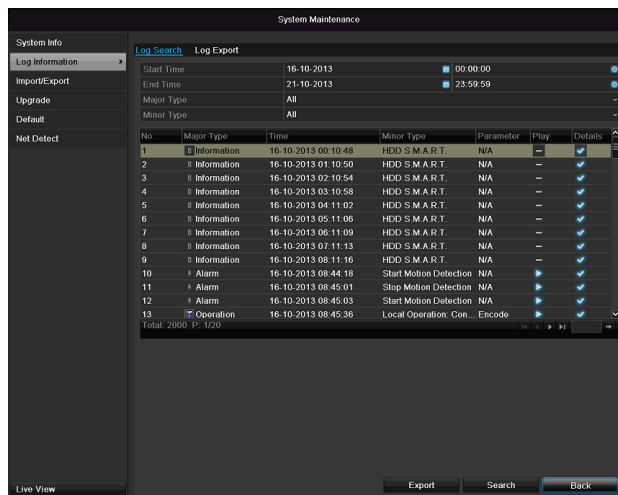 System Maintenance
System Info
Log Information >
Import/Export
Upgrade
Default
Net Detect
Live View
Log Search Log Export
Start Time 16-10-2013 00:00:00
End Time 21-10-2013 23:59:59
Major Type All
Minor Type All
No. Major Type Time Minor Type Parameter Play Details
1 Information 16-10-2013 00:10:48 HDD S.M.A.R.T. N/A –
2 Information 16-10-2013 01:10:50 HDD S.M.A.R.T. N/A –
3 Information 16-10-2013 02:10:54 HDD S.M.A.R.T. N/A –
4 Information 16-10-2013 03:10:58 HDD S.M.A.R.T. N/A –
5 Information 16-10-2013 04:11:02 HDD S.M.A.R.T. N/A –
6 Information 16-10-2013 05:11:06 HDD S.M.A.R.T. N/A –
7 Information 16-10-2013 06:11:09 HDD S.M.A.R.T. N/A –
8 Information 16-10-2013 07:11:13 HDD S.M.A.R.T. N/A –
9 Information 16-10-2013 08:11:16 HDD S.M.A.R.T. N/A –
10 Alarm 16-10-2013 08:44:18 Start Motion Detection N/A
11 Alarm 16-10-2013 08:45:01 Stop Motion Detection N/A
12 Alarm 16-10-2013 08:45:03 Start Motion Detection N/A
13 Operation 16-10-2013 08:45:36 Local Operation: Con... Encode
Total: 2000 P: 1/20
Export Search Back